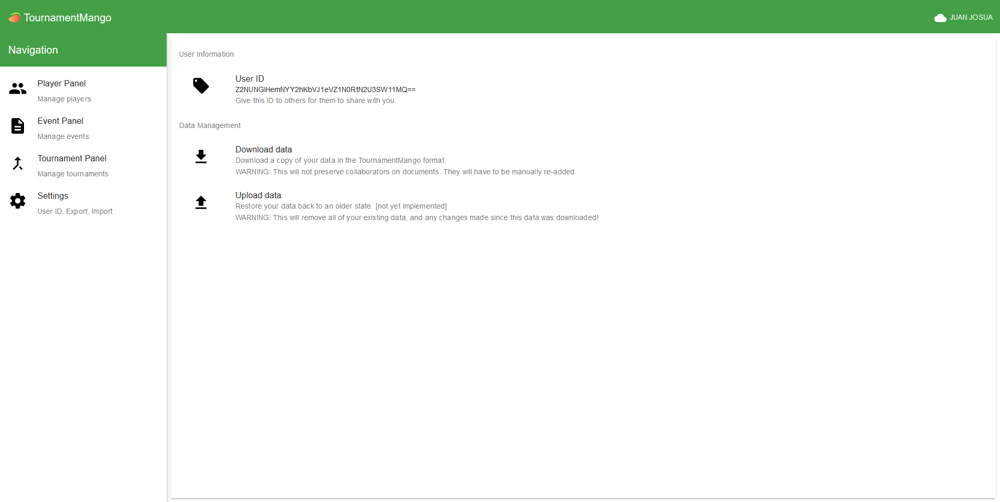 TournamentMango
JUAN JOSUA
Navigation
Player Panel
Manage players
Event Panel
Manage events
Tournament Panel
Manage tournaments
Settings
User ID, Export, Import
User Information
User ID
Z2NUNGlHemNYY2hKbVJ1eVZ1N0RtN2U3SW11MQ==
Give this ID to others for them to share with you.
Data Management
Download data
Download a copy of your data in the TournamentMango format.
WARNING: This will not preserve collaborators on documents. They will have to be manually re-added.
Upload data
Restore your data back to an older state. [not yet implemented]
WARNING: This will remove all of your existing data, and any changes made since this data was downloaded!